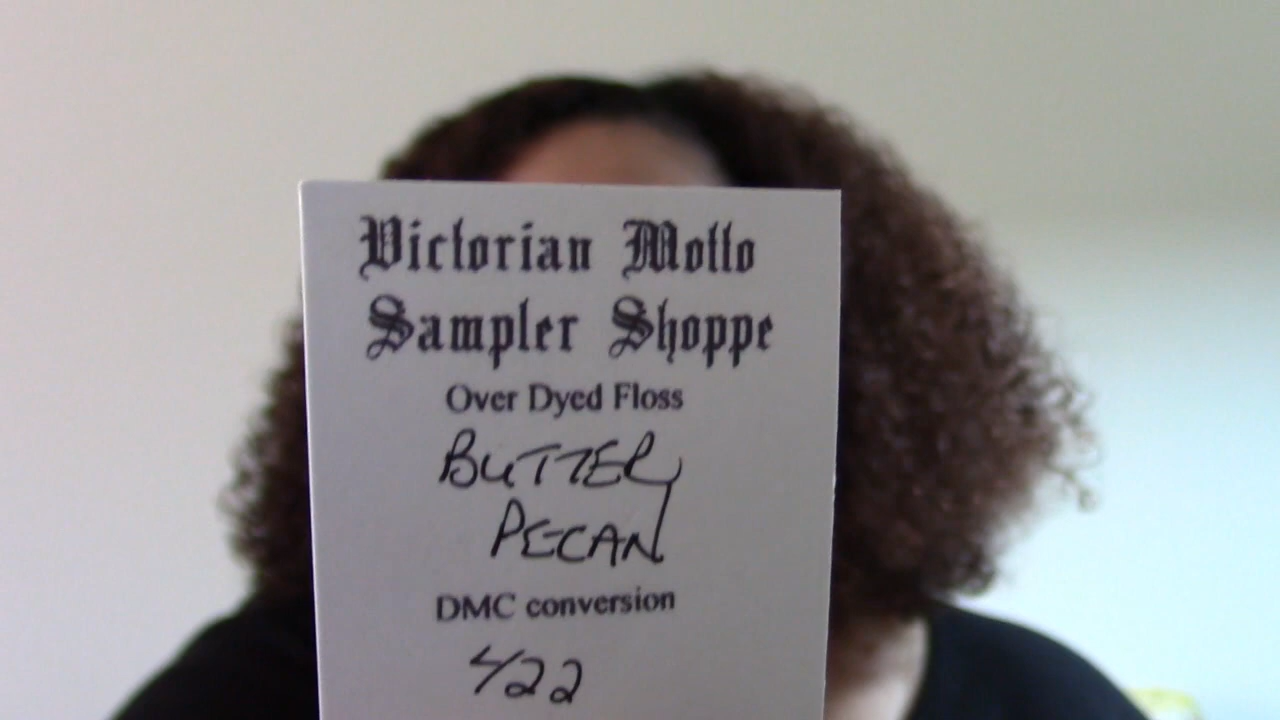 Victorian Motto
Sampler Shoppe
Over Dyed Floss
BUTTER
PECAN
DMC conversion
422